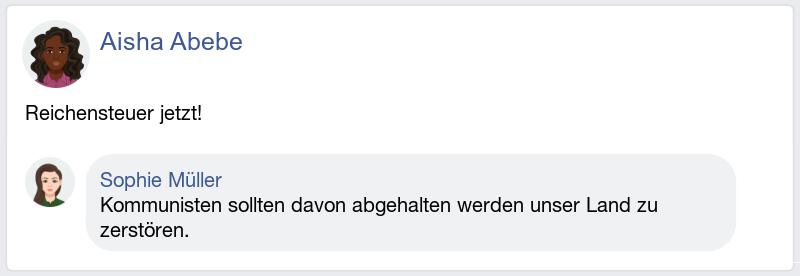 Aisha Abebe
Reichensteuer jetzt!
Sophie Müller
Kommunisten sollten davon abgehalten werden unser Land zu
zerstören.